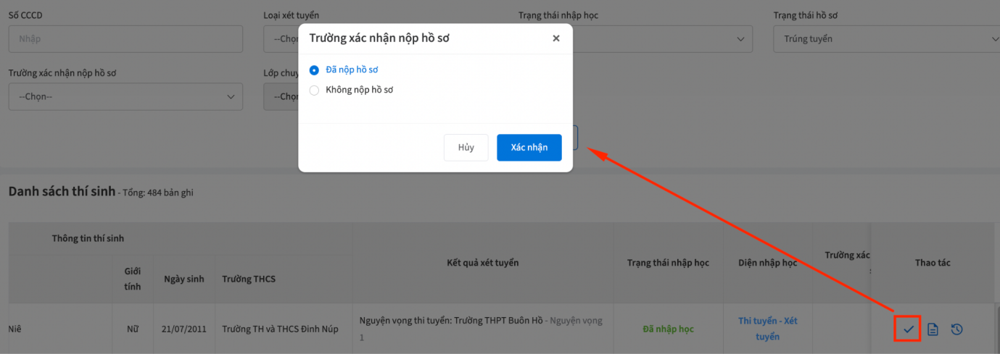 Số CCCD
Loại xét tuyển
Trạng thái nhập học
Trạng thái hồ sơ
Nhập
--Chọn
Trúng tuyển
Trường xác nhận nộp hồ sơ
Lớp chuy
--Chọn--
--Chọn
Trường xác nhận nộp hồ sơ
Đã nộp hồ sơ
Không nộp hồ sơ
Hủy
Xác nhận
Danh sách thí sinh - Tổng: 484 bản ghi
Thông tin thí sinh
Giới
tính
Ngày sinh
Trường THCS
Kết quả xét tuyển
Trạng thái nhập học
Diện nhập học
Trường xác
Thao tác
Niê
Nữ
21/07/2011
Trường TH và THCS Đinh Núp
Nguyện vọng thi tuyển: Trường THPT Buôn Hồ - Nguyện vọng
1
Đã nhập học
Thi tuyển - Xét
tuyển